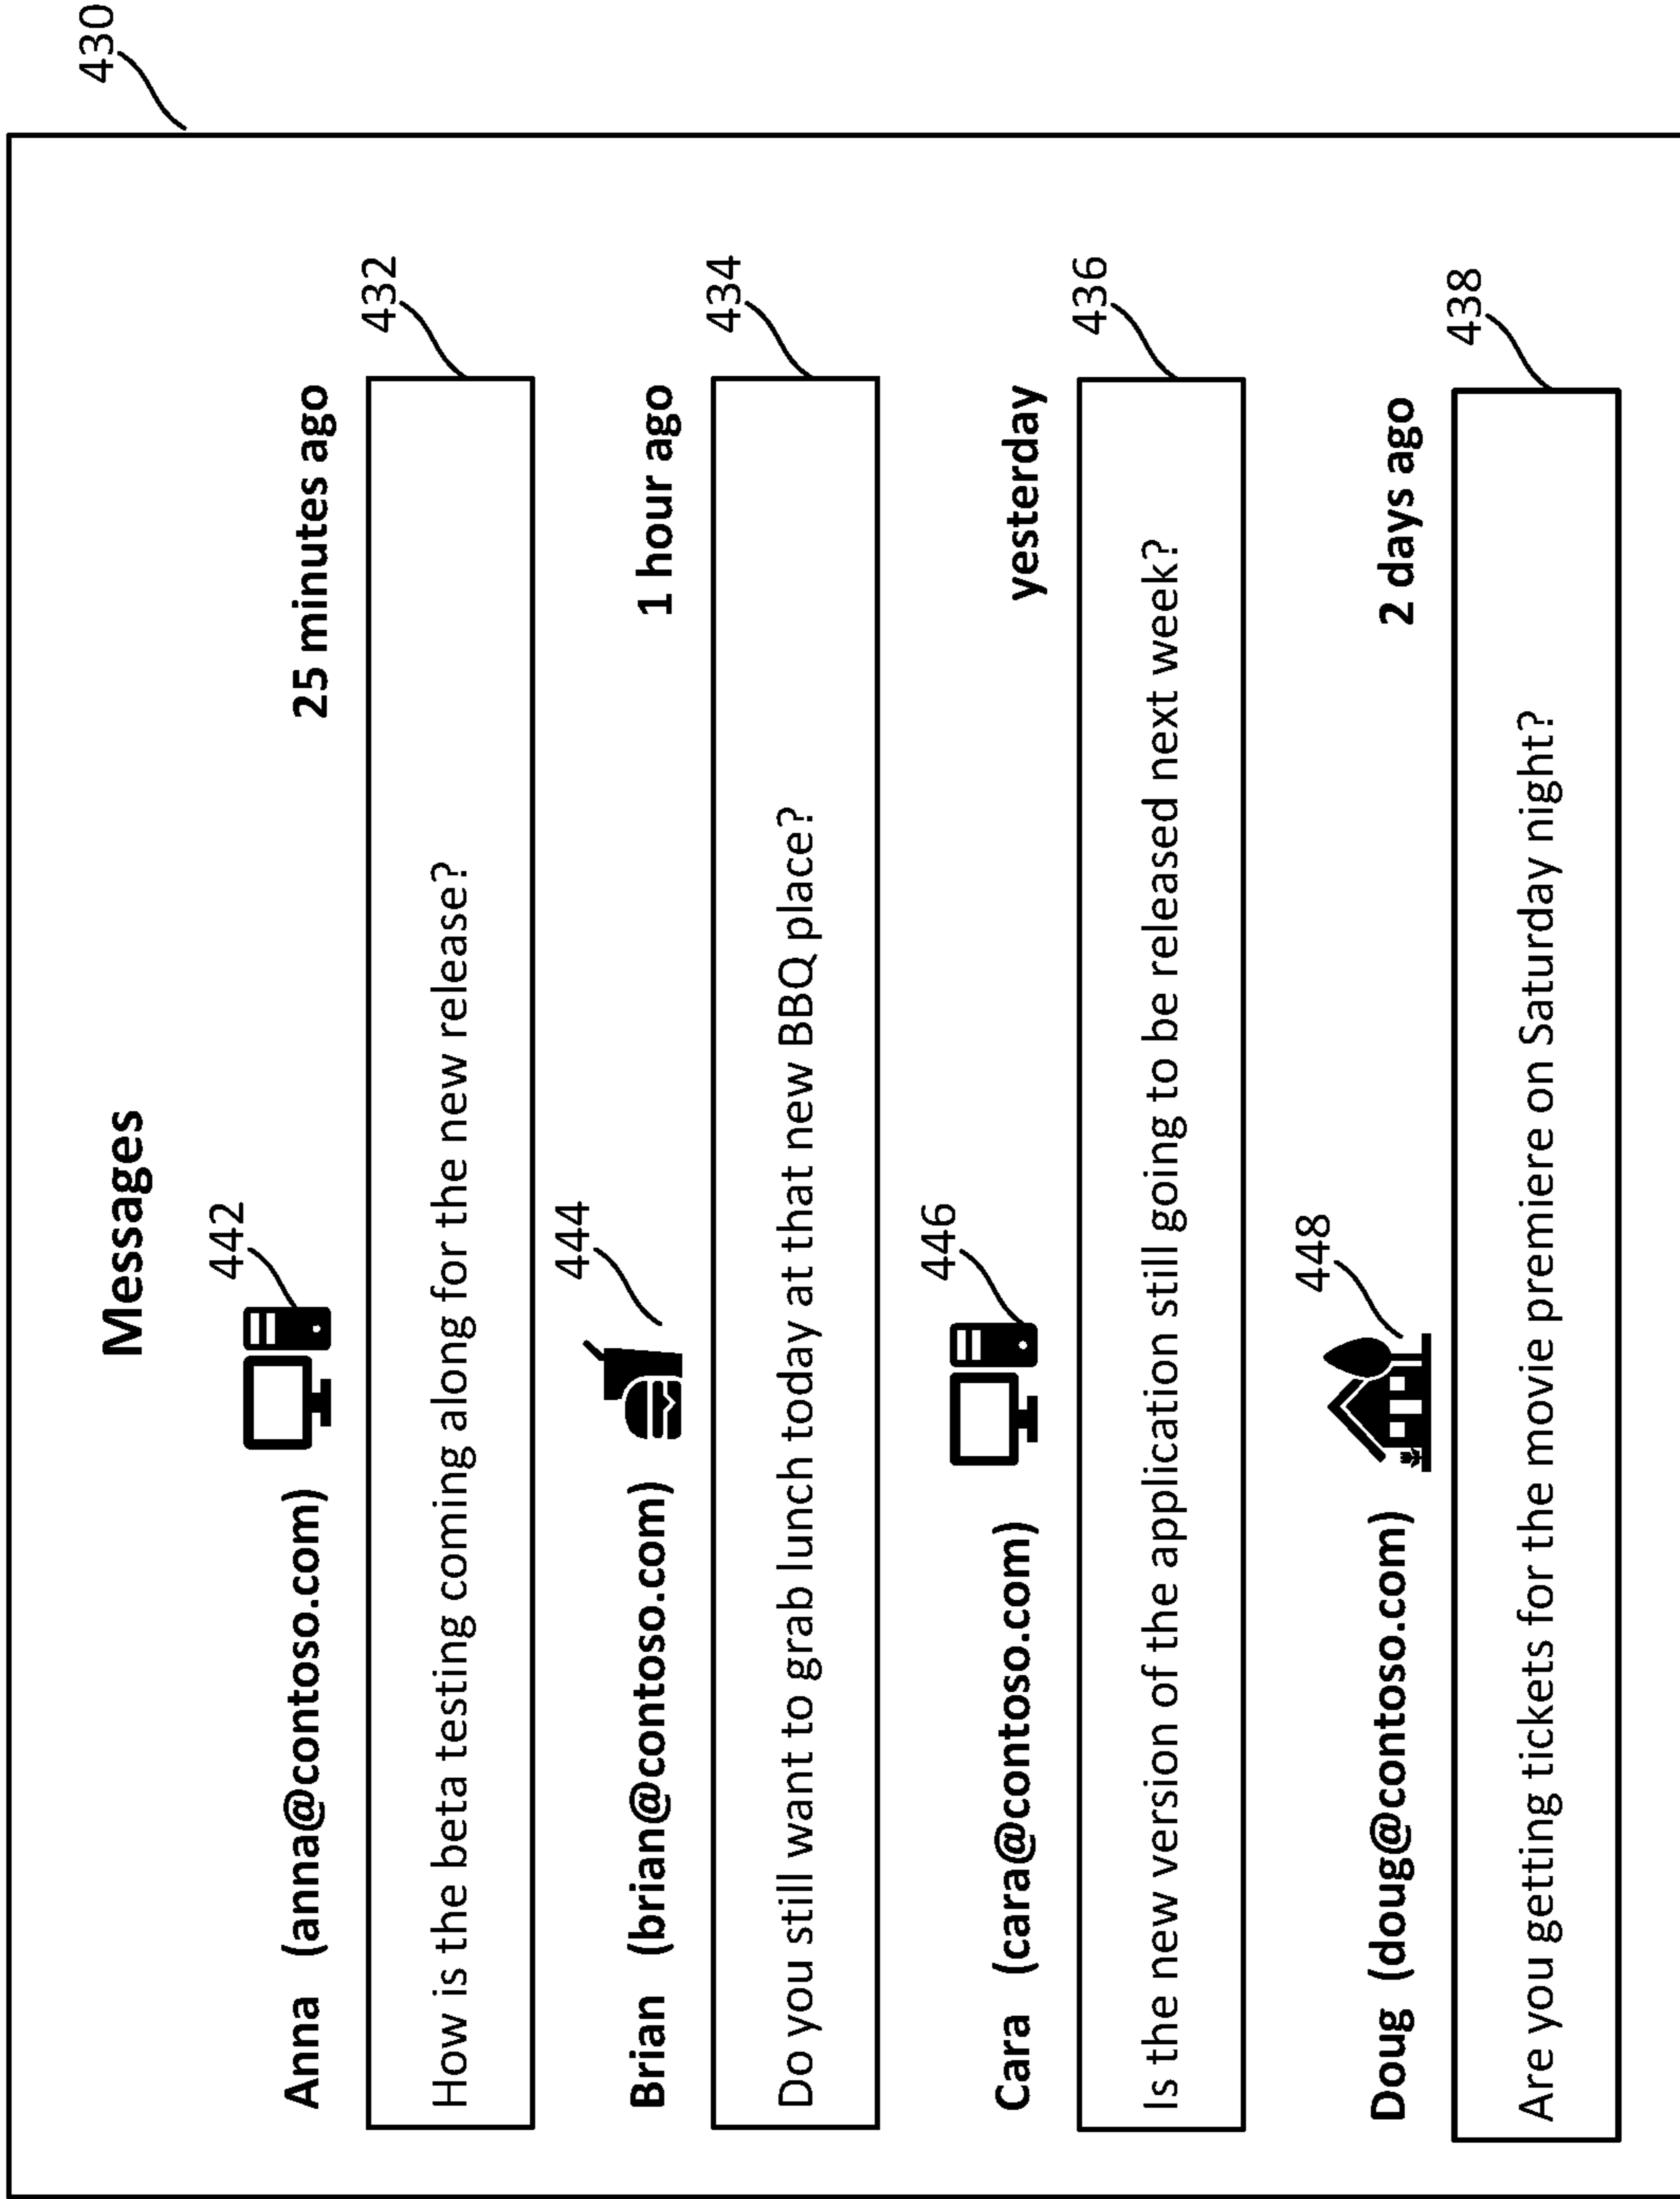 430
Messages
442
Anna (anna@contoso.com) 25 minutes ago
432
How is the beta testing coming along for the new release?
444
Brian (brian@contoso.com) 1 hour ago
434
Do you still want to grab lunch today at that new BBQ place?
446
Cara (cara@contoso.com) yesterday
436
Is the new version of the application still going to be released next week?
448
Doug (doug@contoso.com) 2 days ago
438
Are you getting tickets for the movie premiere on Saturday night?